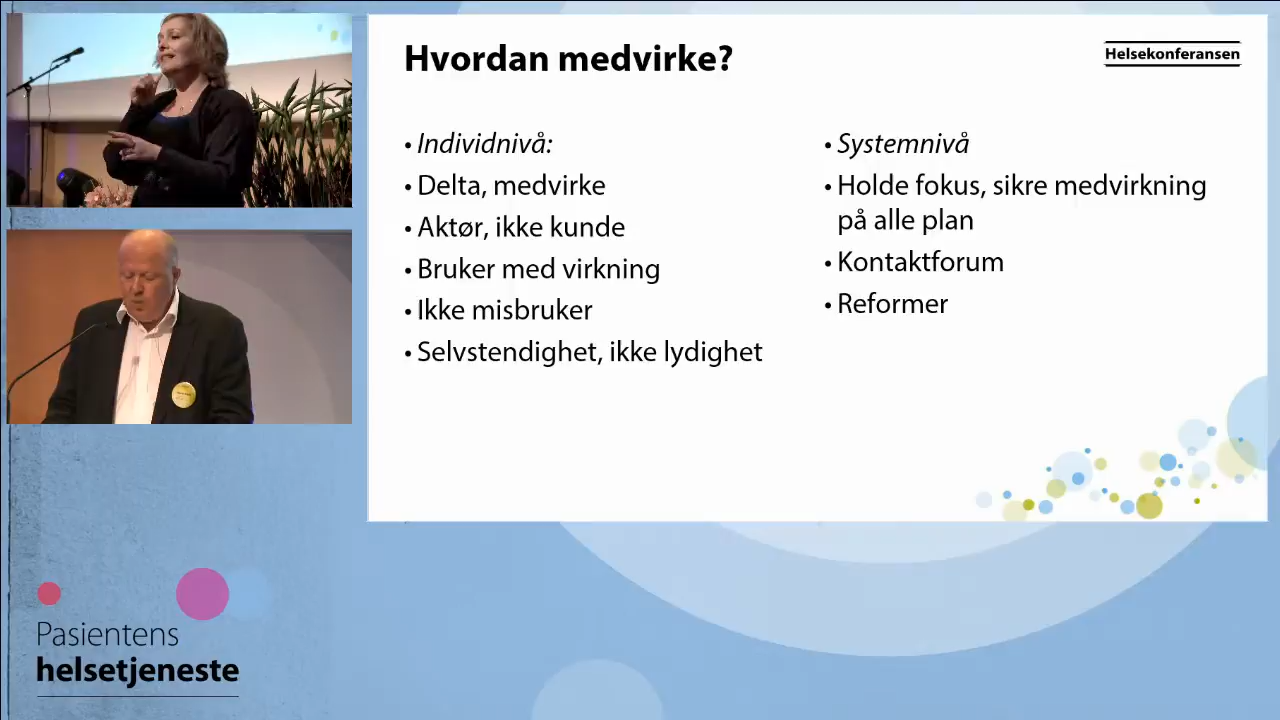 Hvordan medvirke?
Helsekonferansen
• Individnivå:
• Delta, medvirke
• Aktør, ikke kunde
• Bruker med virkning
• Ikke misbruker
• Selvstendighet, ikke lydighet
• Systemnivå
• Holde fokus, sikre medvirkning
på alle plan
• Kontaktforum
• Reformer
Pasientens
helsetjeneste